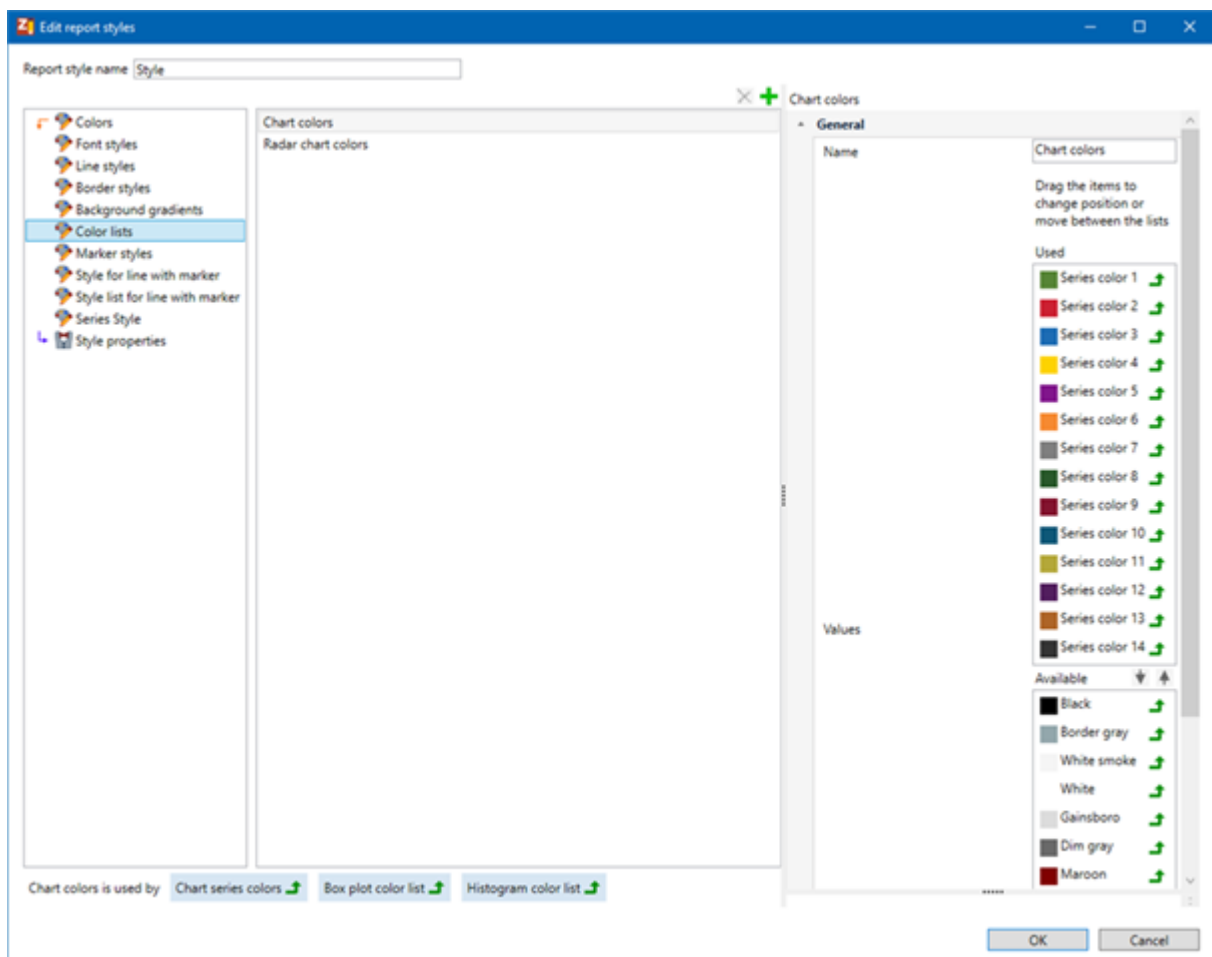 Edit report styles
Report style name Style
Chart colors
Colors
Font styles
Line styles
Border styles
Background gradients
Color lists
Marker styles
Style for line with marker
Style list for line with marker
Series Style
Style properties
Chart colors
Radar chart colors
General
Name Chart colors
Drag the items to
change position or
move between the lists
Used
Series color 1
Series color 2
Series color 3
Series color 4
Series color 5
Series color 6
Series color 7
Series color 8
Series color 9
Series color 10
Series color 11
Series color 12
Series color 13
Values
Series color 14
Available
Black
Border gray
White smoke
White
Gainsboro
Dim gray
Maroon
Chart colors is used by Chart series colors Box plot color list Histogram color list
OK Cancel